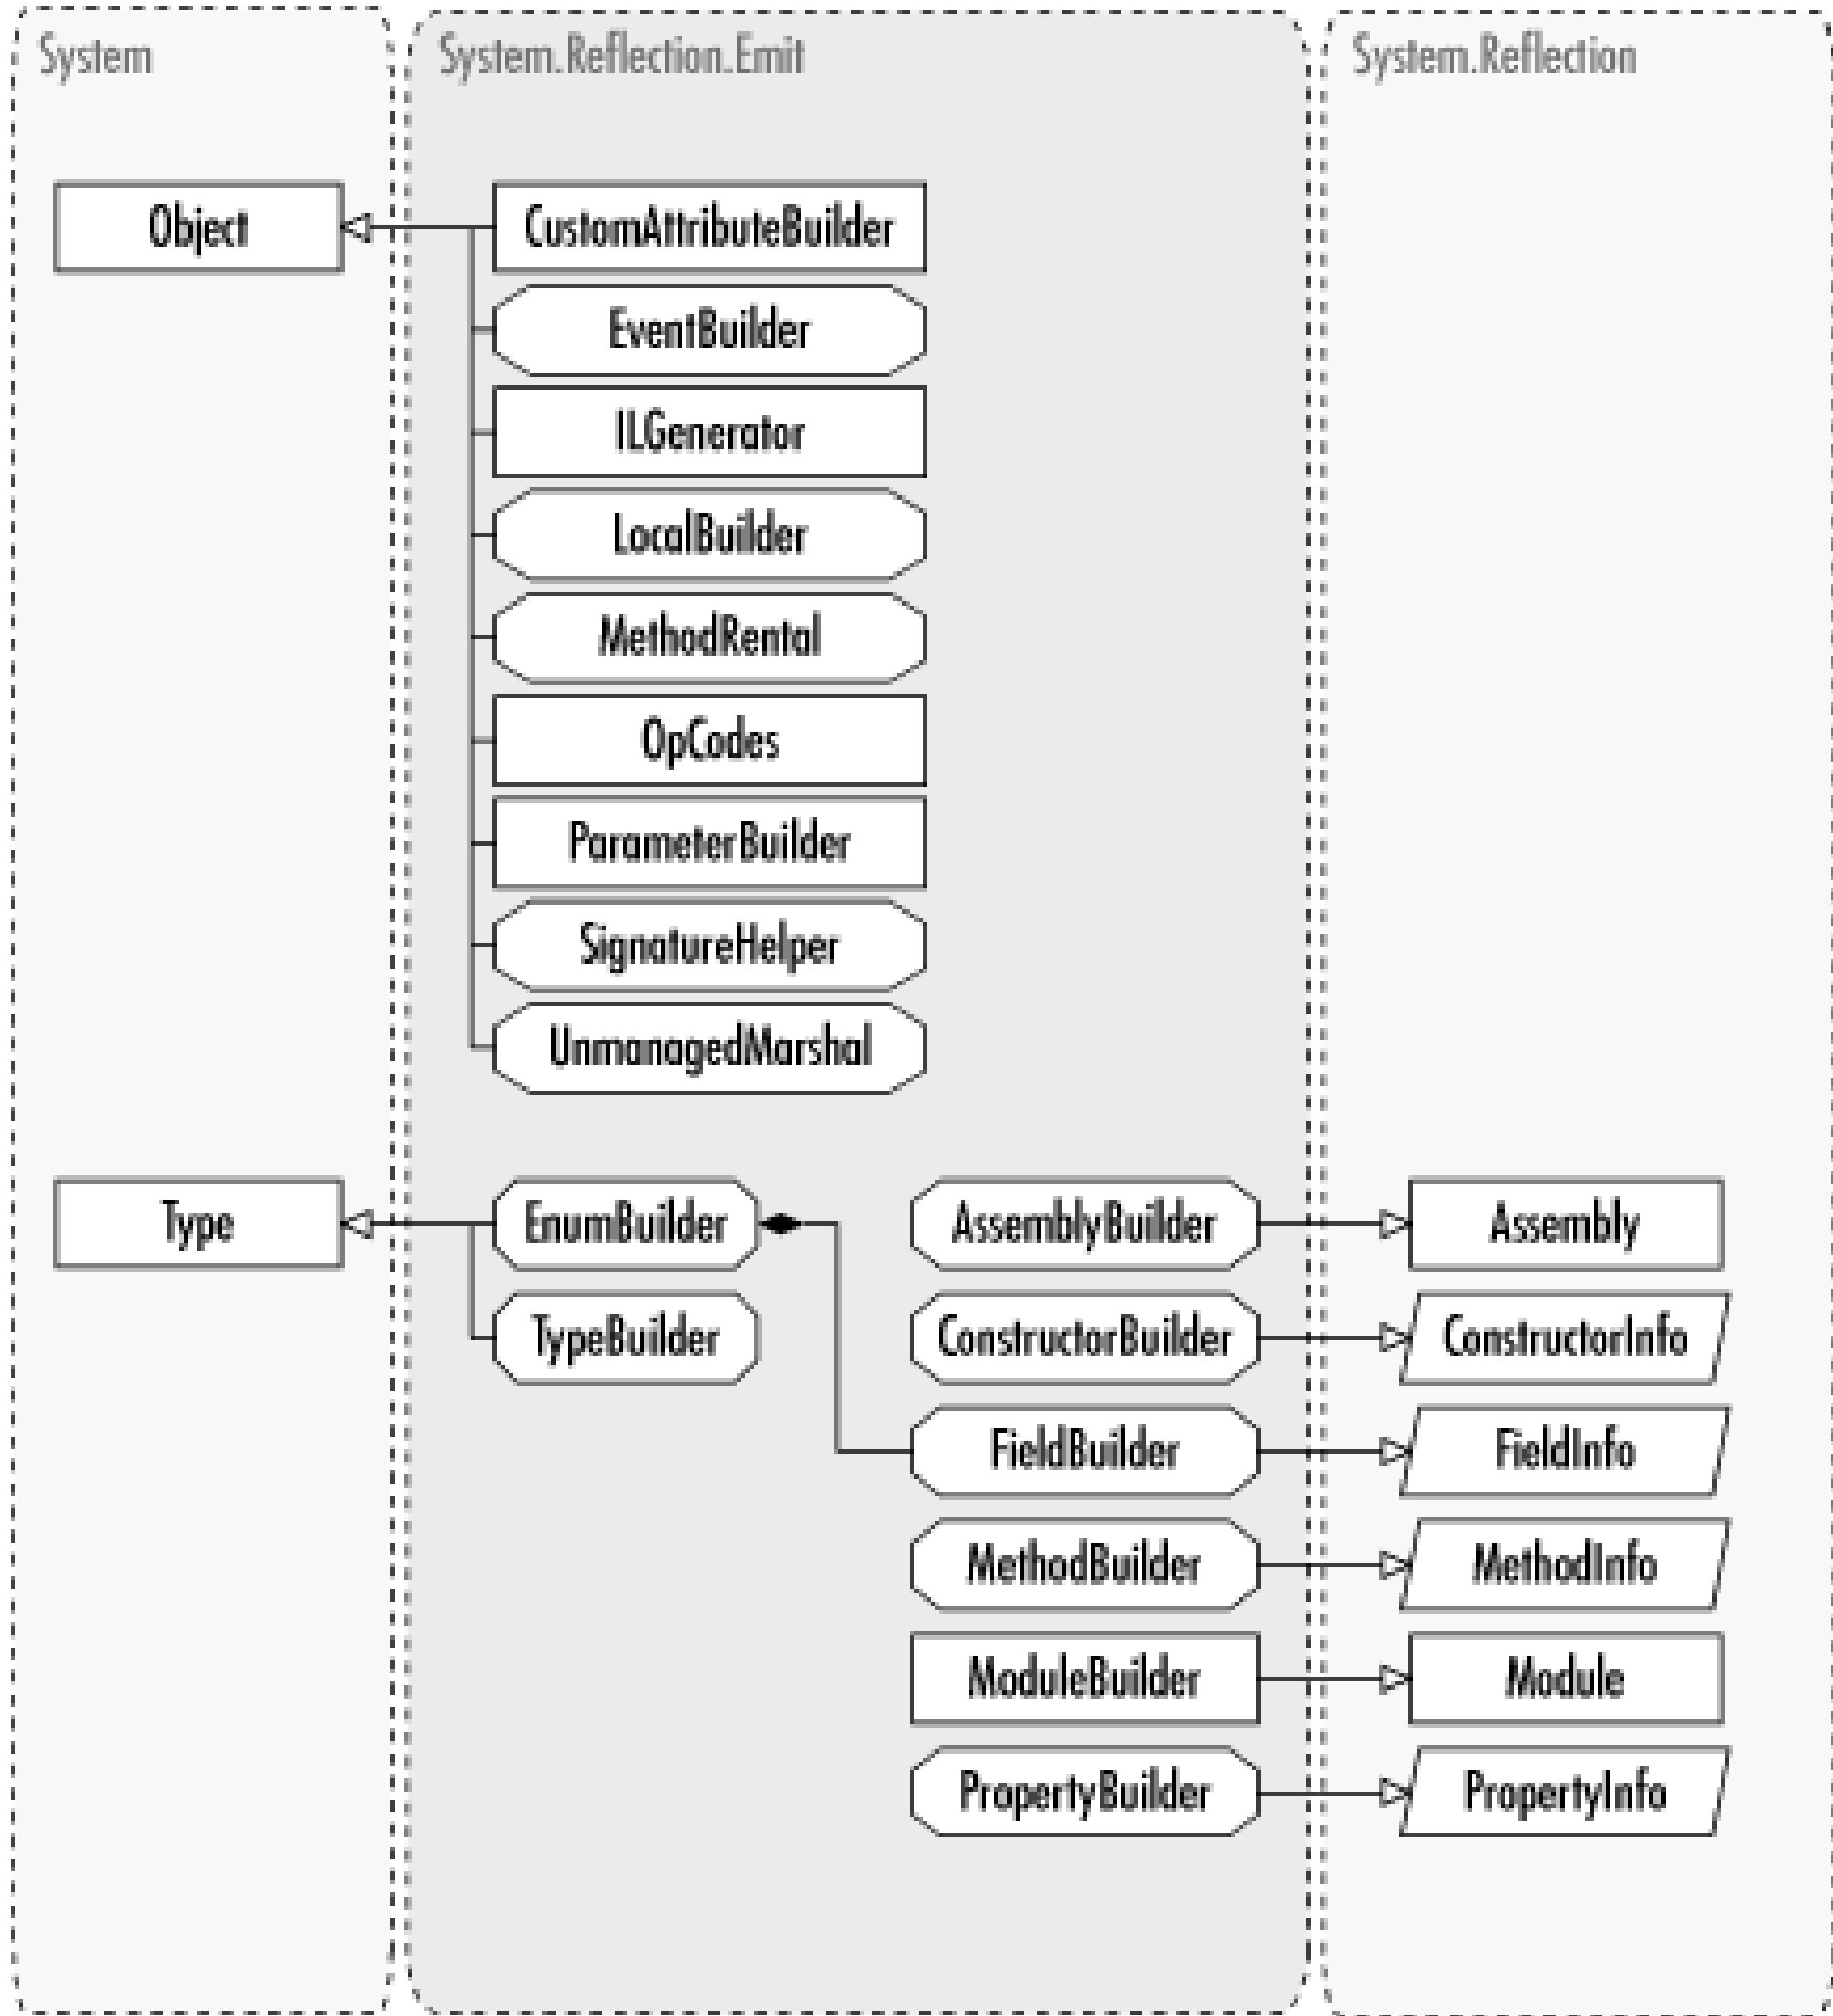 System
System.Reflection.Emit
System.Reflection
Object
CustomAttributeBuilder
EventBuilder
ILGenerator
LocalBuilder
MethodRental
OpCodes
ParameterBuilder
SignatureHelper
UnmanagedMarshal
Type
EnumBuilder
AssemblyBuilder
Assembly
TypeBuilder
ConstructorBuilder
ConstructorInfo
FieldBuilder
FieldInfo
MethodBuilder
MethodInfo
ModuleBuilder
Module
PropertyBuilder
PropertyInfo